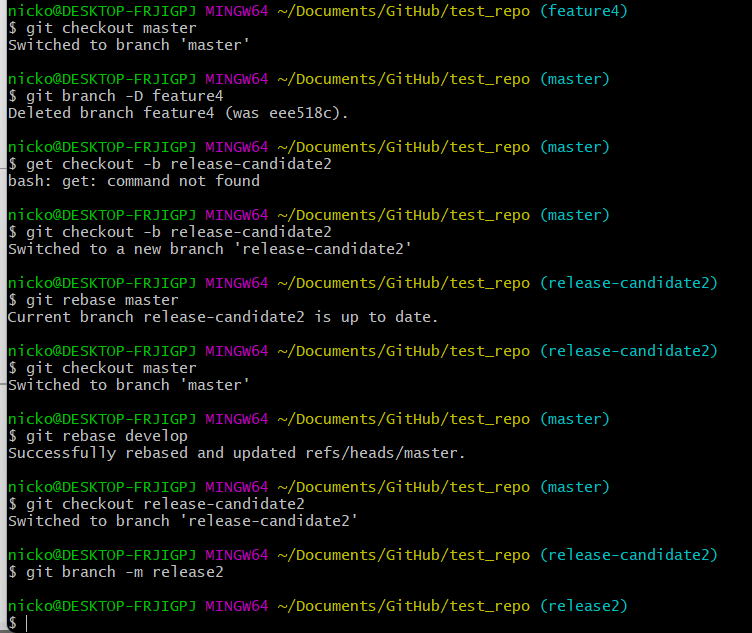 nicko@DESKTOP-FRJIGPJ MINGW64 ~/Documents/GitHub/test_repo (feature4)
$ git checkout master
Switched to branch 'master'
nicko@DESKTOP-FRJIGPJ MINGW64 ~/Documents/GitHub/test_repo (master)
$ git branch -D feature4
Deleted branch feature4 (was eee518c).
nicko@DESKTOP-FRJIGPJ MINGW64 ~/Documents/GitHub/test_repo (master)
$ get checkout -b release-candidate2
bash: get: command not found
nicko@DESKTOP-FRJIGPJ MINGW64 ~/Documents/GitHub/test_repo (master)
$ git checkout -b release-candidate2
Switched to a new branch 'release-candidate2'
nicko@DESKTOP-FRJIGPJ MINGW64 ~/Documents/GitHub/test_repo (release-candidate2)
$ git rebase master
Current branch release-candidate2 is up to date.
nicko@DESKTOP-FRJIGPJ MINGW64 ~/Documents/GitHub/test_repo (release-candidate2)
$ git checkout master
Switched to branch 'master'
nicko@DESKTOP-FRJIGPJ MINGW64 ~/Documents/GitHub/test_repo (master)
$ git rebase develop
Successfully rebased and updated refs/heads/master.
nicko@DESKTOP-FRJIGPJ MINGW64 ~/Documents/GitHub/test_repo (master)
$ git checkout release-candidate2
Switched to branch 'release-candidate2'
nicko@DESKTOP-FRJIGPJ MINGW64 ~/Documents/GitHub/test_repo (release-candidate2)
$ git branch -m release2
nicko@DESKTOP-FRJIGPJ MINGW64 ~/Documents/GitHub/test_repo (release2)
$